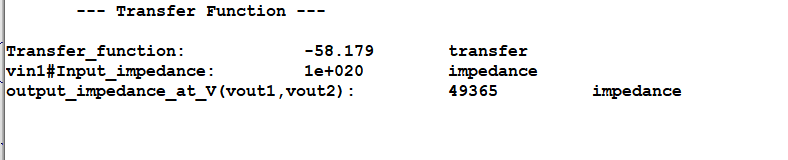 --- Transfer Function ---
Transfer_function: -58.179 transfer
vin1#Input_impedance: 1e+020 impedance
output_impedance_at_V(vout1,vout2): 49365 impedance